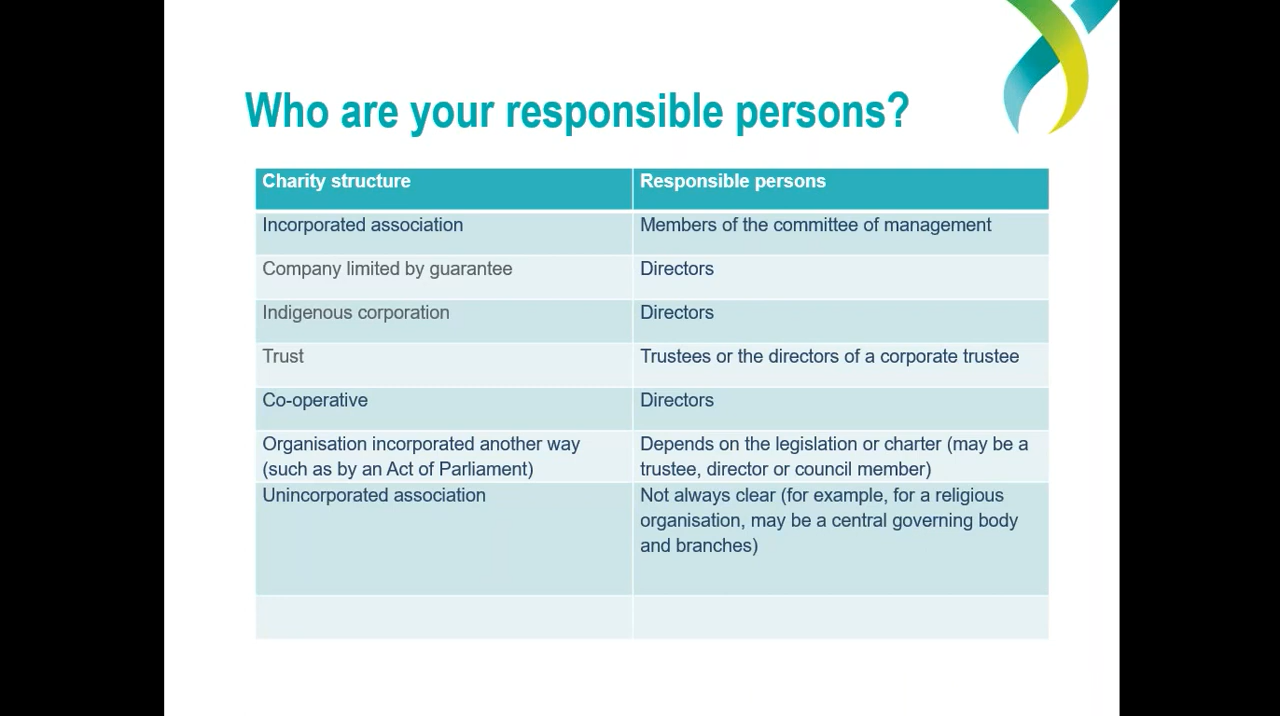 Who are your responsible persons?
Charity structure
Responsible persons
Incorporated association
Members of the committee of management
Company limited by guarantee
Directors
Indigenous corporation
Directors
Trust
Trustees or the directors of a corporate trustee
Co-operative
Directors
Organisation incorporated another way
(such as by an Act of Parliament)
Depends on the legislation or charter (may be a
trustee, director or council member)
Unincorporated association
Not always clear (for example, for a religious
organisation, may be a central governing body
and branches)